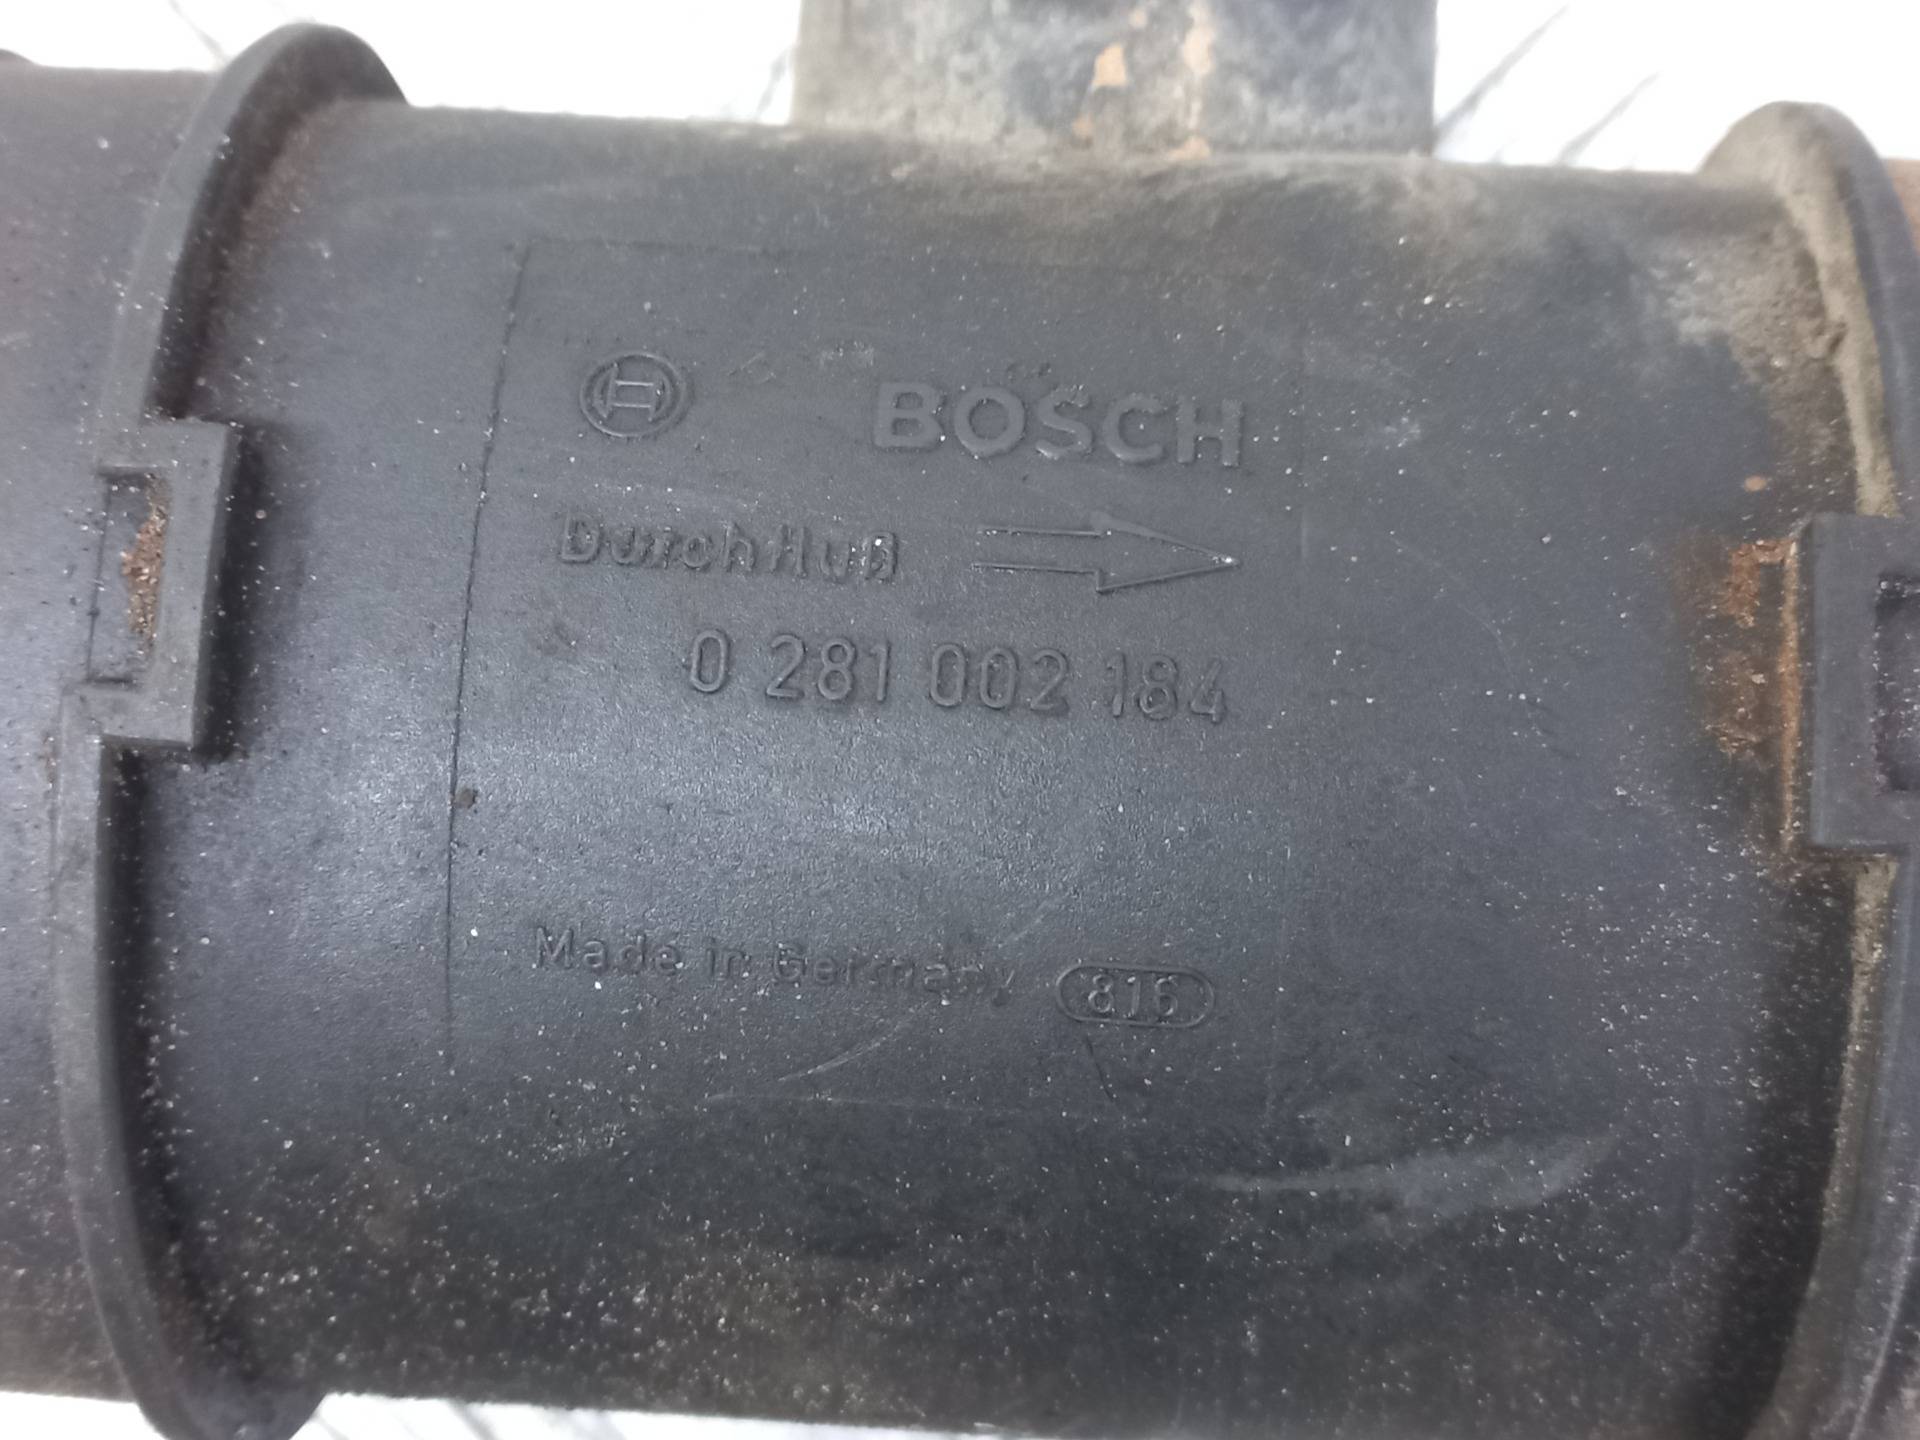 BOSCH
Durchfluß
0 281 002 184
Made in Germany 816